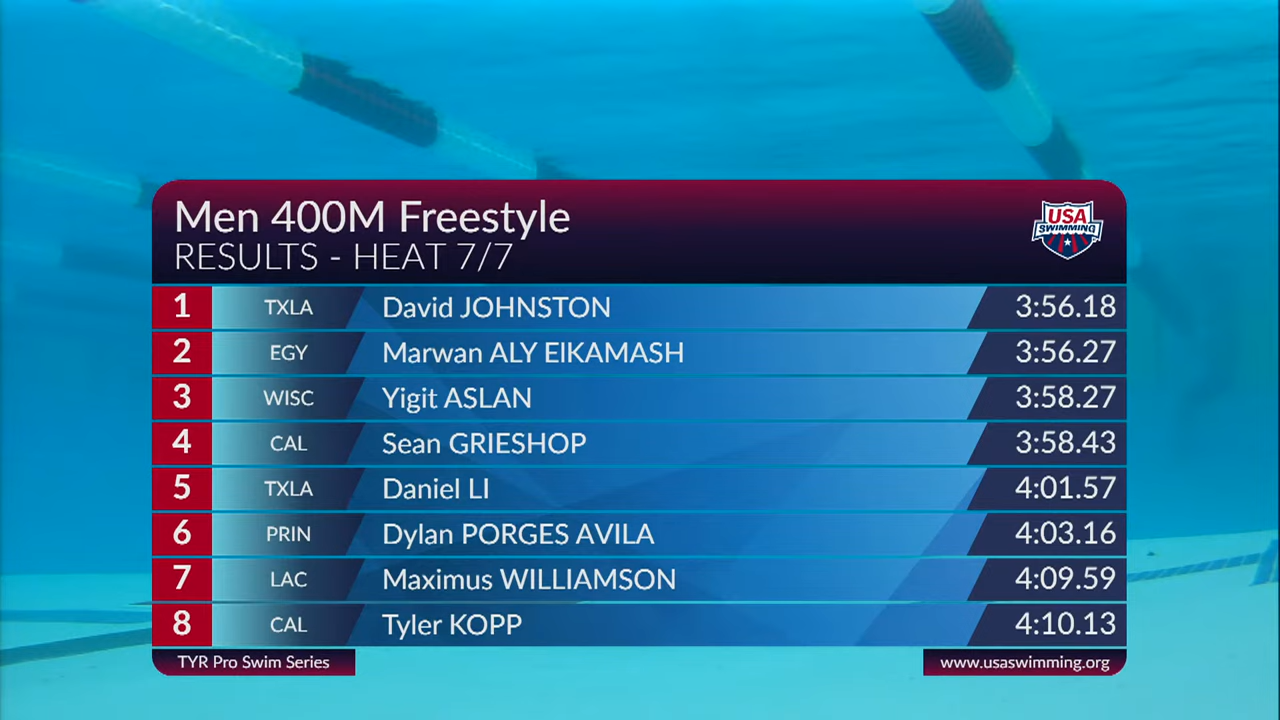 Men 400M Freestyle
RESULTS - HEAT 7/7
USA
SWIMMING
1 TXLA David JOHNSTON 3:56.18
2 EGY Marwan ALY EIKAMASH 3:56.27
3 WISC Yigit ASLAN 3:58.27
4 CAL Sean GRIESHOP 3:58.43
5 TXLA Daniel LI 4:01.57
6 PRIN Dylan PORGES AVILA 4:03.16
7 LAC Maximus WILLIAMSON 4:09.59
8 CAL Tyler KOPP 4:10.13
TYR Pro Swim Series www.usaswimming.org